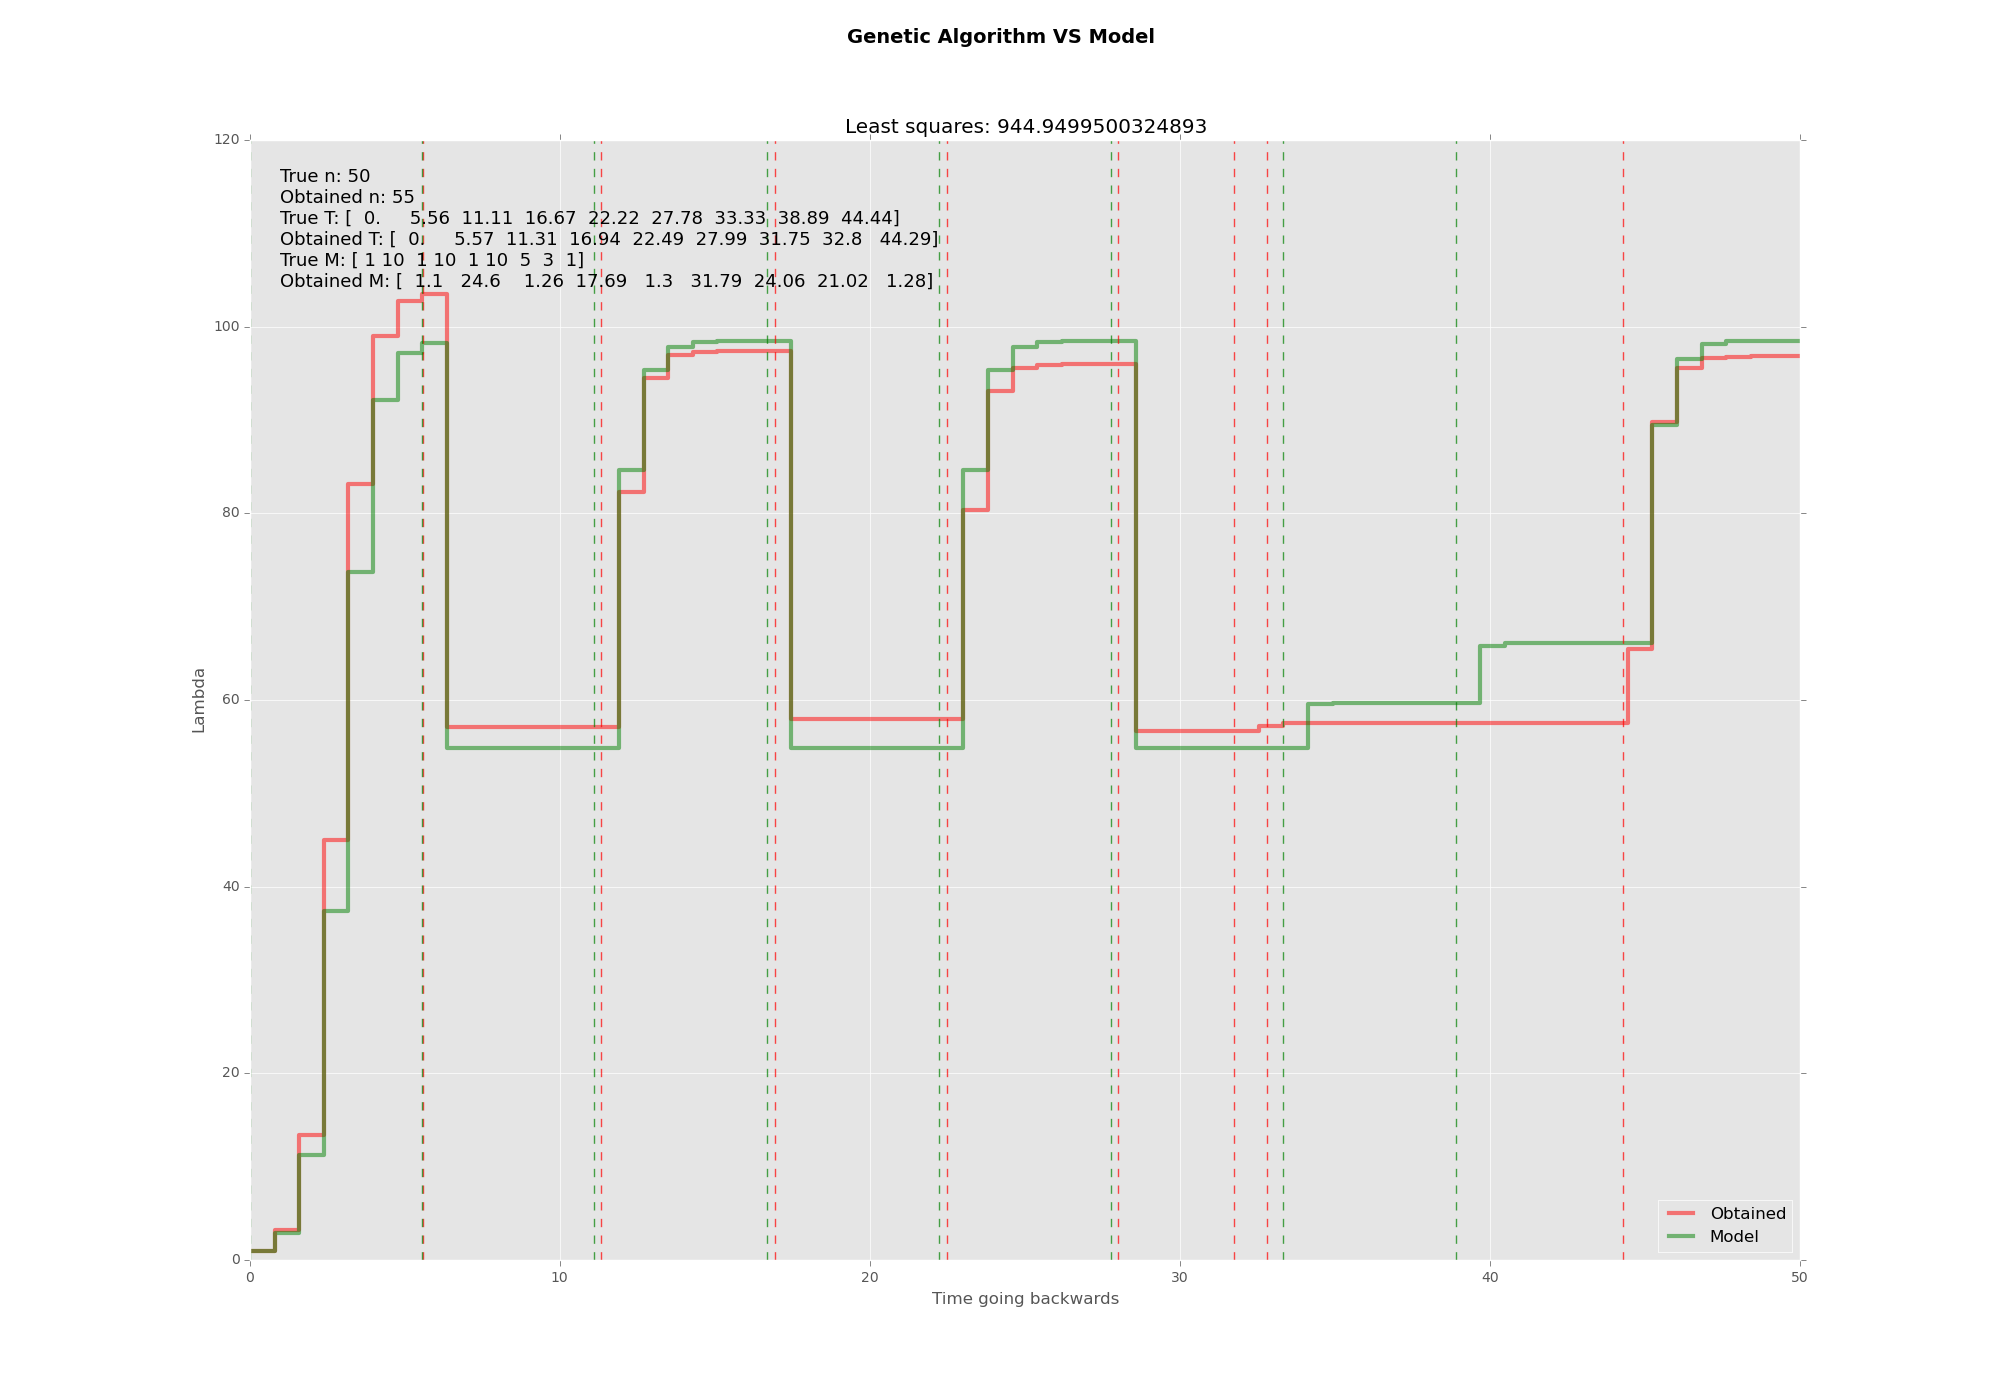 Genetic Algorithm VS Model
Least squares: 944.9499500324893
True n: 50
Obtained n: 55
True T: [  0.     5.56  11.11  16.67  22.22  27.78  33.33  38.89  44.44]
Obtained T: [  0.     5.57  11.31  16.94  22.49  27.99  31.75  32.8   44.29]
True M: [ 1 10  1 10  1 10  5  3  1]
Obtained M: [  1.1   24.6    1.26  17.69   1.3   31.79  24.06  21.02   1.28]
120
100
80
60
40
20
0
Lambda
Obtained
Model
0 10 20 30 40 50
Time going backwards